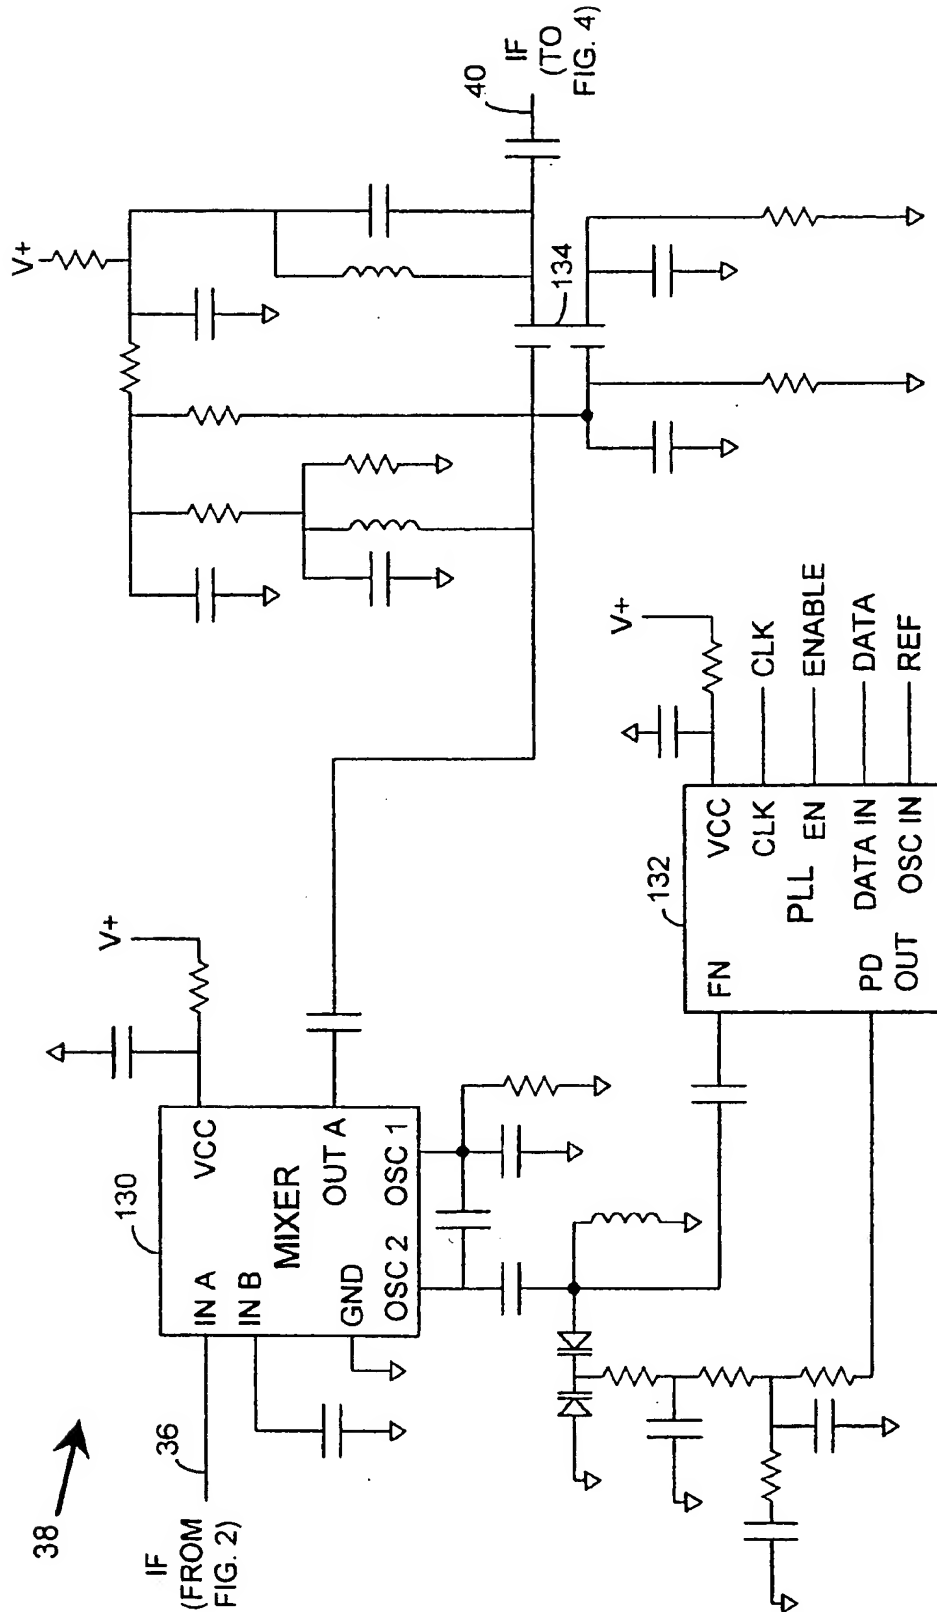 38
IF
(FROM
FIG. 2)
36
130
IN A
IN B
GND
VCC
MIXER
OUT A
OSC 2
OSC 1
V+
V+
134
40
IF
(TO
FIG. 4)
132
FN
PD
OUT
PLL
VCC
CLK
EN
DATA IN
OSC IN
V+
CLK
ENABLE
DATA
REF